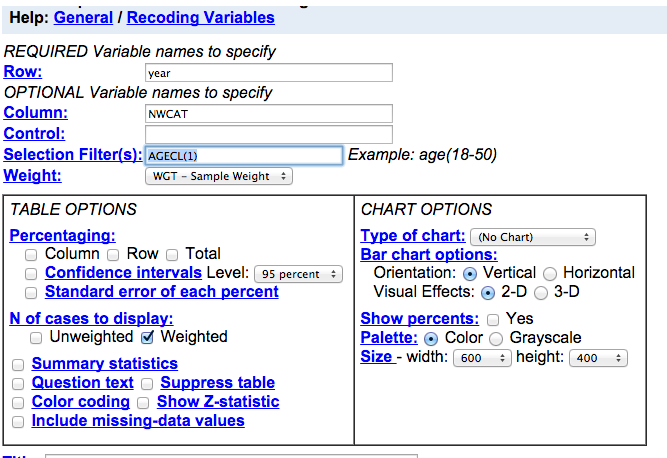 Help: General / Recoding Variables
REQUIRED Variable names to specify
Row: year
OPTIONAL Variable names to specify
Column: NWCAT
Control:
Selection Filter(s): AGECL(1) Example: age(18-50)
Weight: WGT - Sample Weight
TABLE OPTIONS
Percentaging:
Column Row Total
Confidence intervals Level: 95 percent
Standard error of each percent
N of cases to display:
Unweighted Weighted
Summary statistics
Question text Suppress table
Color coding Show Z-statistic
Include missing-data values
CHART OPTIONS
Type of chart: (No Chart)
Bar chart options:
Orientation: Vertical Horizontal
Visual Effects: 2-D 3-D
Show percents: Yes
Palette: Color Grayscale
Size - width: 600 height: 400